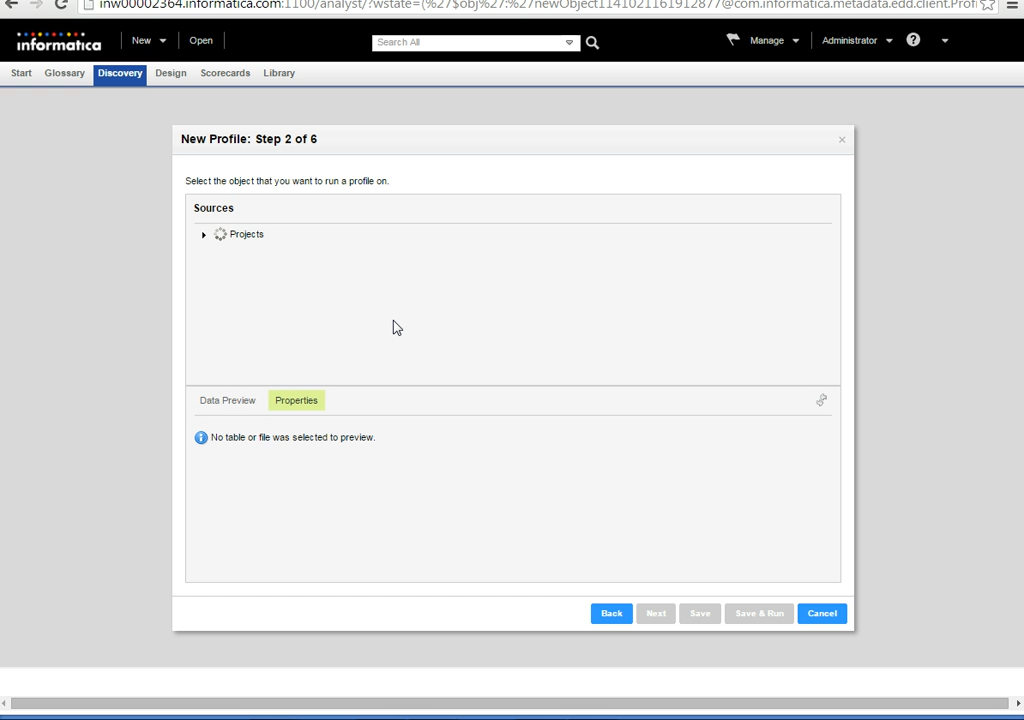 inw00002364.informatica.com:1100/analyst/?wstate=(%27$obj%27:%27newObject1141021161912877@com.informatica.metadata.edd.client.Profi
informatica New Open Search All Manage Administrator ?
Start Glossary Discovery Design Scorecards Library
New Profile: Step 2 of 6
Select the object that you want to run a profile on.
Sources
Projects
Data Preview Properties
No table or file was selected to preview.
Back Next Save Save & Run Cancel